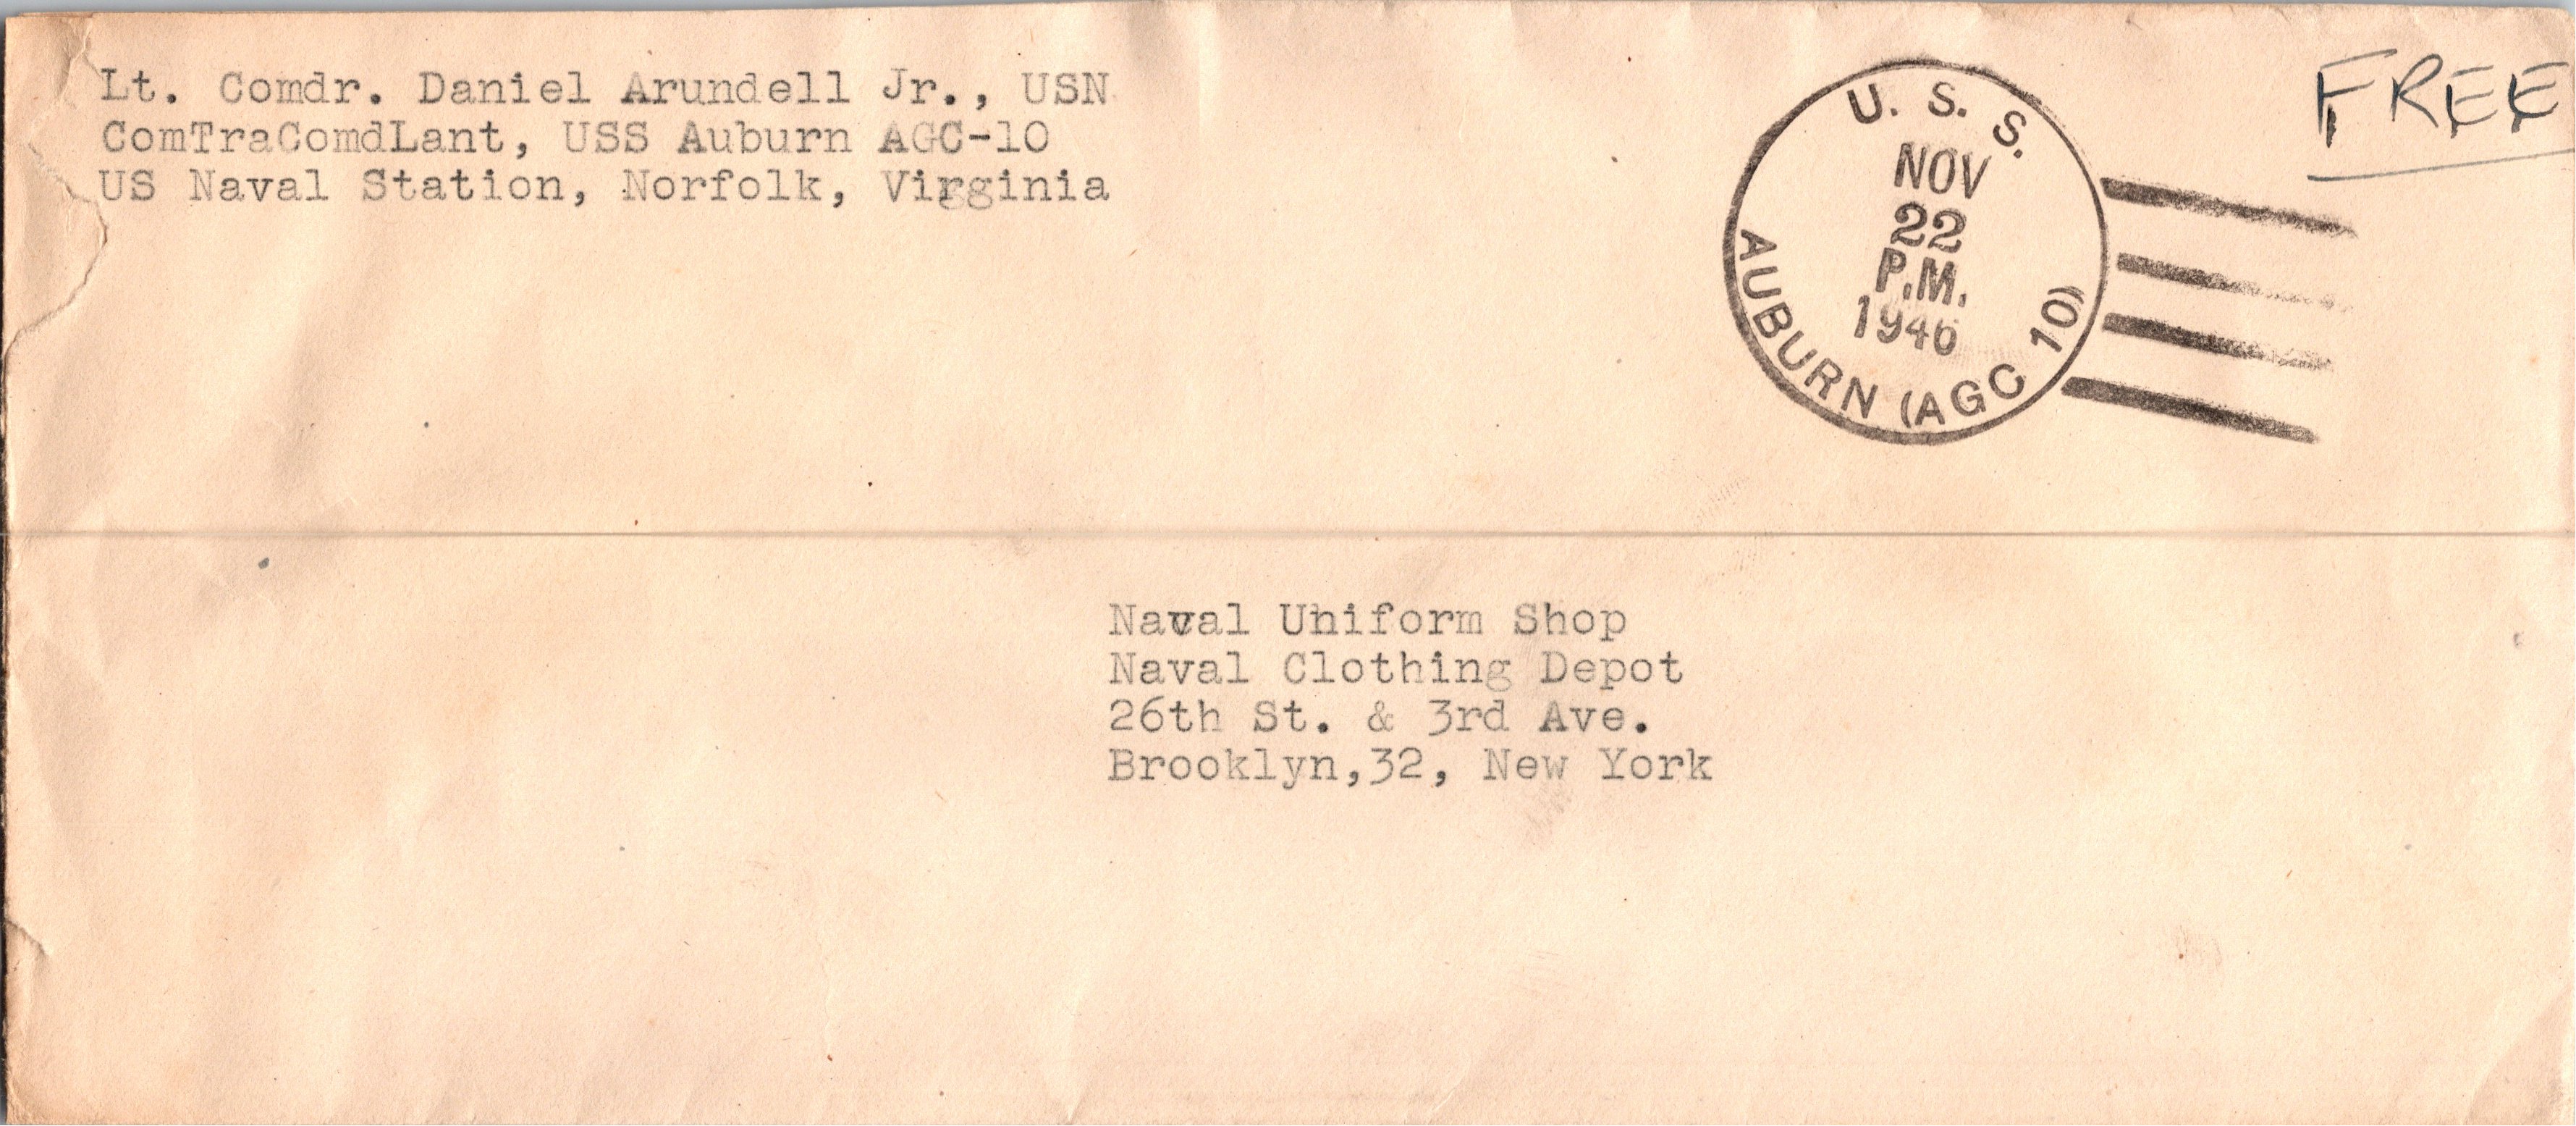 Lt. Comdr. Daniel Arundell Jr., USN
ComTraComdLant, USS Auburn AGC-10
US Naval Station, Norfolk, Virginia
FREE
U. S. S.
NOV
22
P.M.
1946
AUBURN (AGC 10)
Naval Uniform Shop
Naval Clothing Depot
26th St. & 3rd Ave.
Brooklyn,32, New York